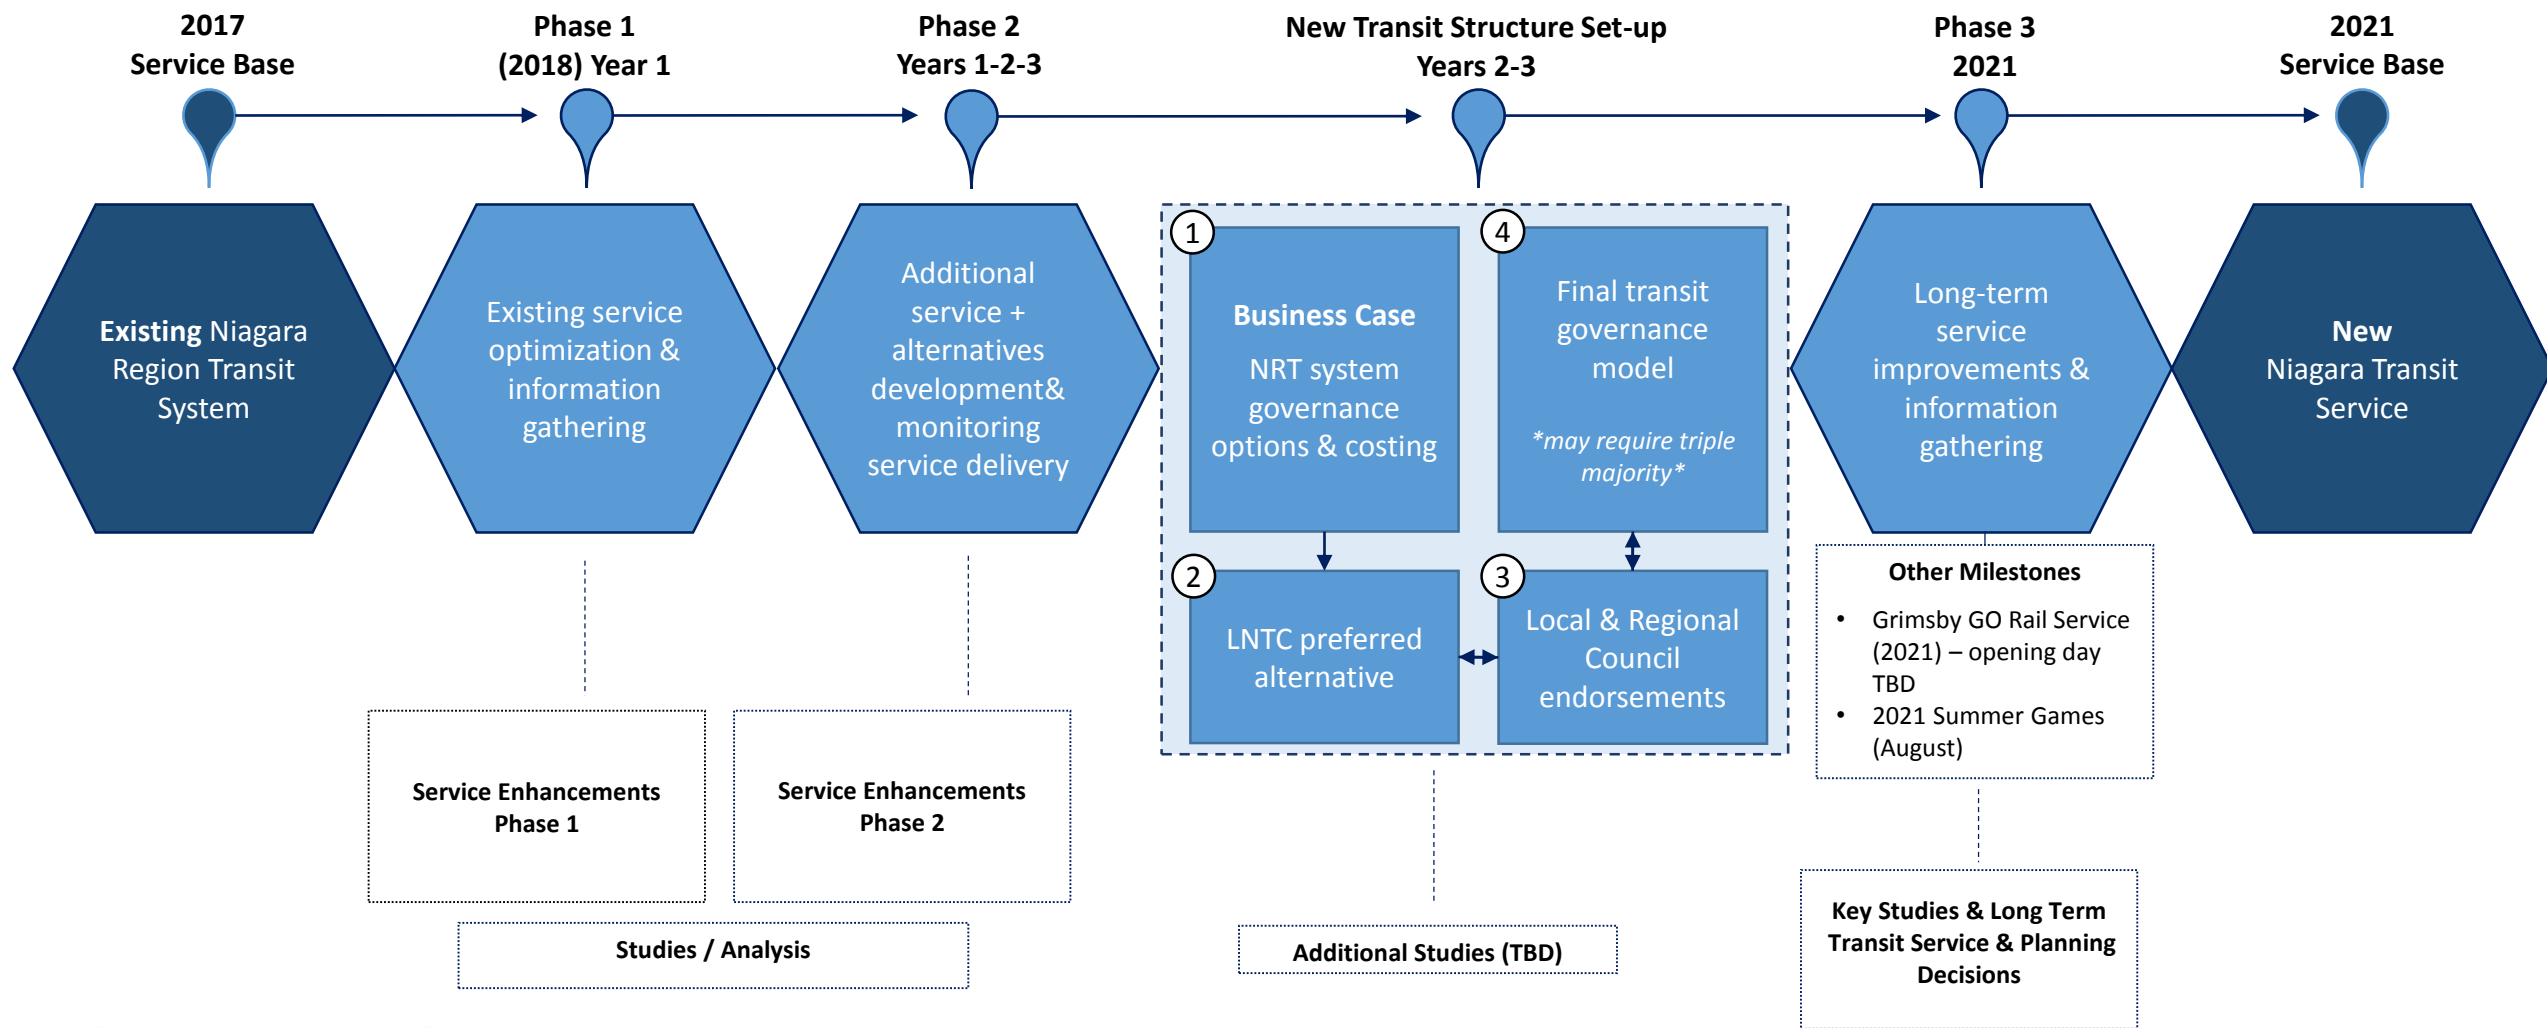 2017
Service Base
Phase 1
(2018) Year 1
Phase 2
Years 1-2-3
New Transit Structure Set-up
Years 2-3
Phase 3
2021
2021
Service Base
Existing Niagara
Region Transit
System
Existing service
optimization &
information
gathering
Additional
service +
alternatives
development&
monitoring
service delivery
1
Business Case
NRT system
governance
options & costing
2
LNTC preferred
alternative
3
Local & Regional
Council
endorsements
4
Final transit
governance
model
*may require triple
majority*
Long-term
service
improvements &
information
gathering
New
Niagara Transit
Service
Service Enhancements
Phase 1
Service Enhancements
Phase 2
Studies / Analysis
Additional Studies (TBD)
Other Milestones
• Grimsby GO Rail Service
(2021) – opening day
TBD
• 2021 Summer Games
(August)
Key Studies & Long Term
Transit Service & Planning
Decisions